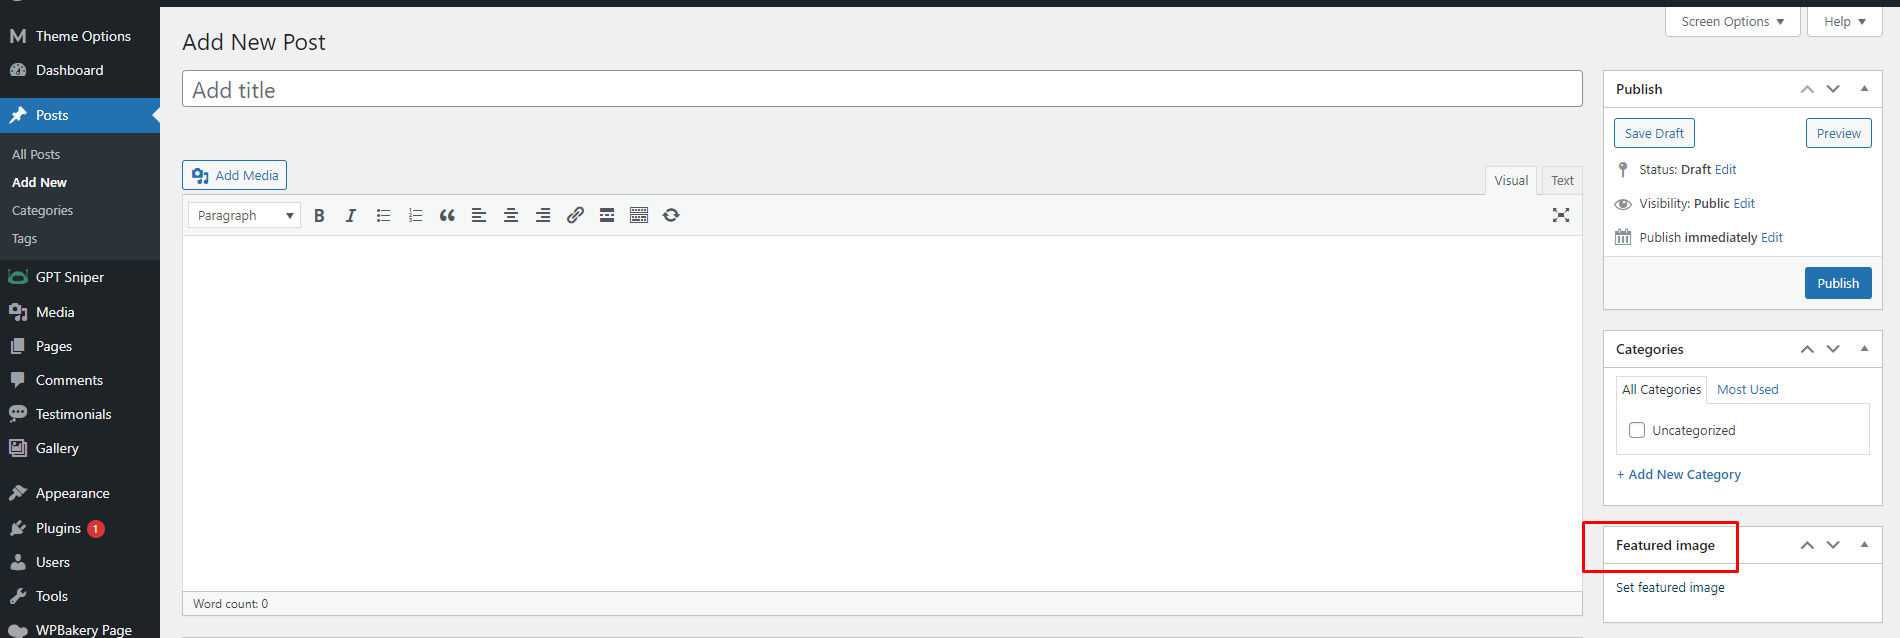 Theme Options
Dashboard
Posts
All Posts
Add New
Categories
Tags
GPT Sniper
Media
Pages
Comments
Testimonials
Gallery
Appearance
Plugins 1
Users
Tools
WPBakery Page
Screen Options
Help
Add New Post
Add title
Add Media
Visual
Text
Paragraph
B
I
Word count: 0
Publish
Save Draft
Preview
Status: Draft Edit
Visibility: Public Edit
Publish immediately Edit
Publish
Categories
All Categories
Most Used
Uncategorized
+ Add New Category
Featured image
Set featured image